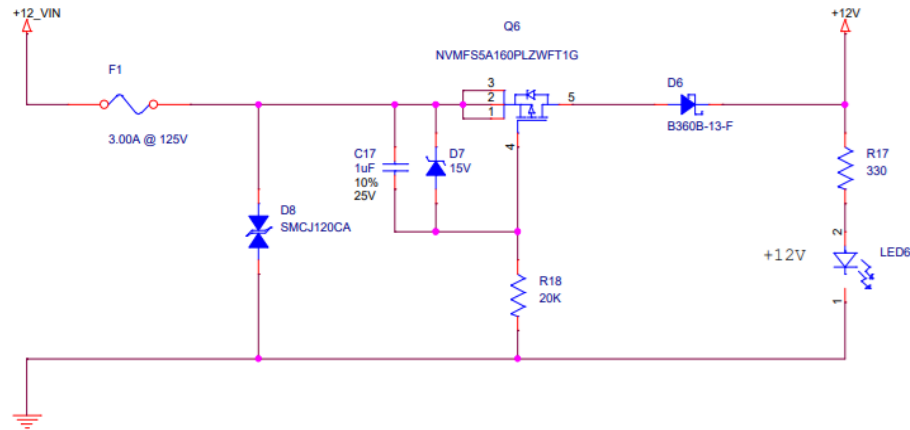 +12_VIN
+12V
Q6
NVMFS5A160PLZWFT1G
F1
3.00A @ 125V
3
2
1
5
4
D6
B360B-13-F
C17
1uF
10%
25V
D7
15V
R17
330
D8
SMCJ120CA
2
+12V
LED6
1
R18
20K